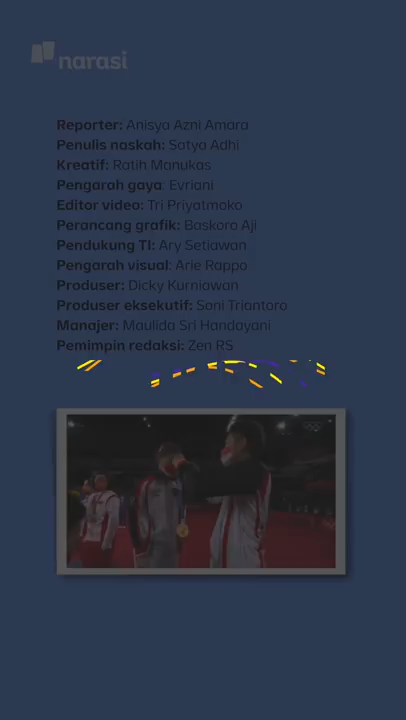 narasi
Reporter: Anisya Azni Amara
Penulis naskah: Satya Adhi
Kreatif: Ratih Manukas
Pengarah gaya: Evriani
Editor video: Tri Priyatmoko
Perancang grafik: Baskoro Aji
Pendukung TI: Ary Setiawan
Pengarah visual: Arie Rappo
Produser: Dicky Kurniawan
Produser eksekutif: Soni Triantoro
Manajer: Maulida Sri Handayani
Pemimpin redaksi: Zen RS